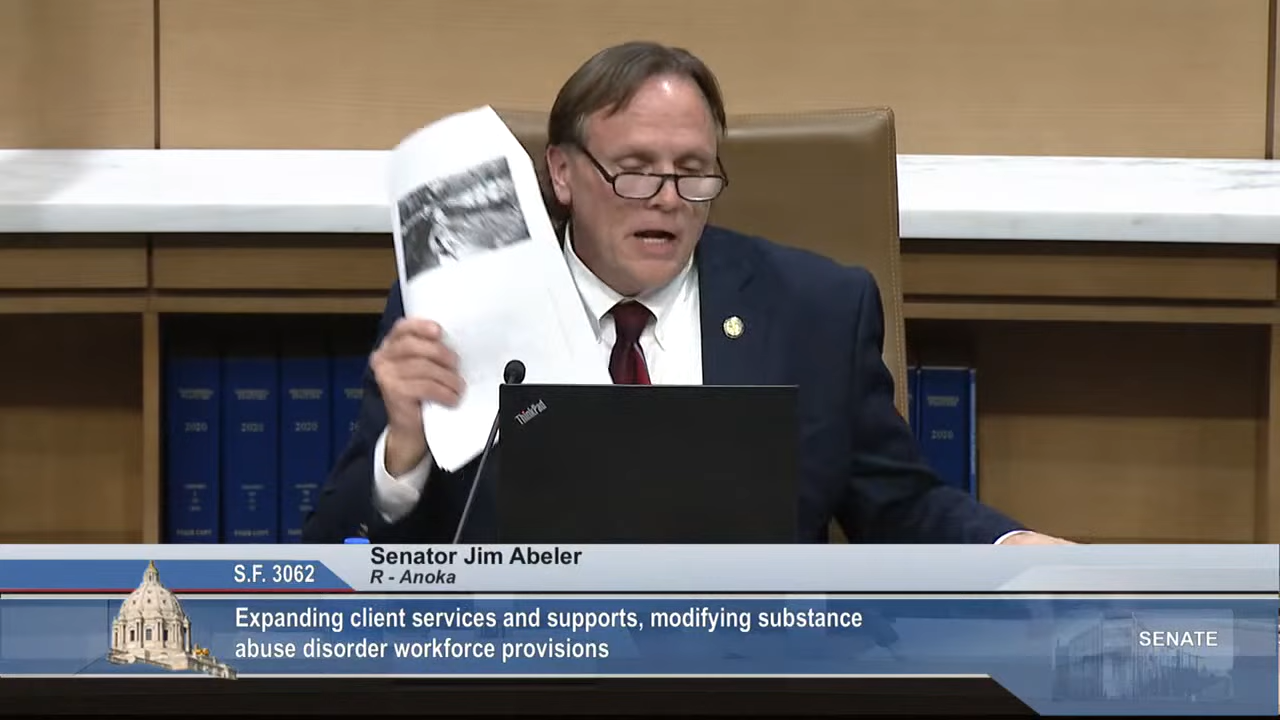 2020
2020
2020
2020
ThinkPad
Senator Jim Abeler
R - Anoka
S.F. 3062
Expanding client services and supports, modifying substance
abuse disorder workforce provisions
SENATE